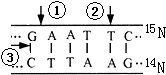 ① ②
G A A T T C ¹⁵N
③
C T T A A G ¹⁴N